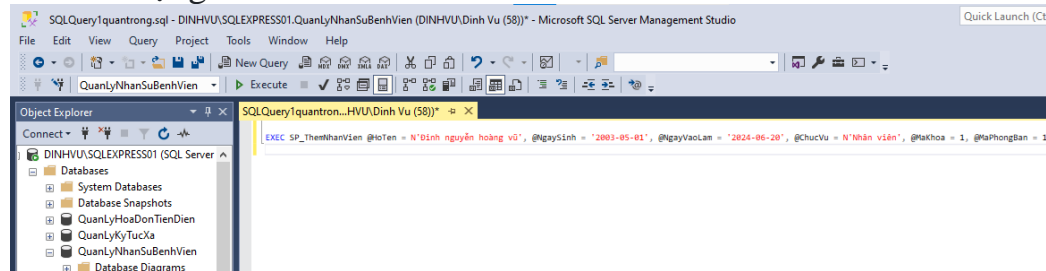 SQLQuery1quantrong.sql - DINHVU\SQLEXPRESS01.QuanLyNhanSuBenhVien (DINHVU\Dinh Vu (58))* - Microsoft SQL Server Management Studio
Quick Launch (Ct
File Edit View Query Project Tools Window Help
New Query
QuanLyNhanSuBenhVien Execute
Object Explorer
SQLQuery1quantron...HVU\Dinh Vu (58))*
Connect
EXEC SP_ThemNhanVien @HoTen = N'Đinh nguyễn hoàng vũ', @NgaySinh = '2003-05-01', @NgayVaoLam = '2024-06-20', @ChucVu = N'Nhân viên', @MaKhoa = 1, @MaPhongBan = 1
DINHVU\SQLEXPRESS01 (SQL Server
Databases
System Databases
Database Snapshots
QuanLyHoaDonTienDien
QuanLyKyTucXa
QuanLyNhanSuBenhVien
Database Diagrams